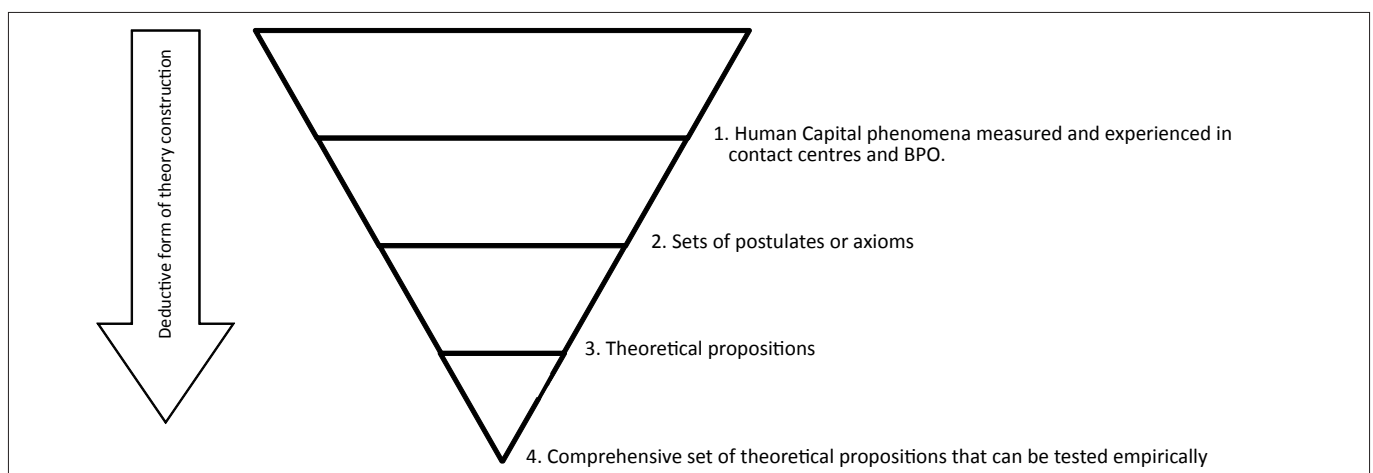 Deductive form of theory construction
1. Human Capital phenomena measured and experienced in
contact centres and BPO.
2. Sets of postulates or axioms
3. Theoretical propositions
4. Comprehensive set of theoretical propositions that can be tested empirically